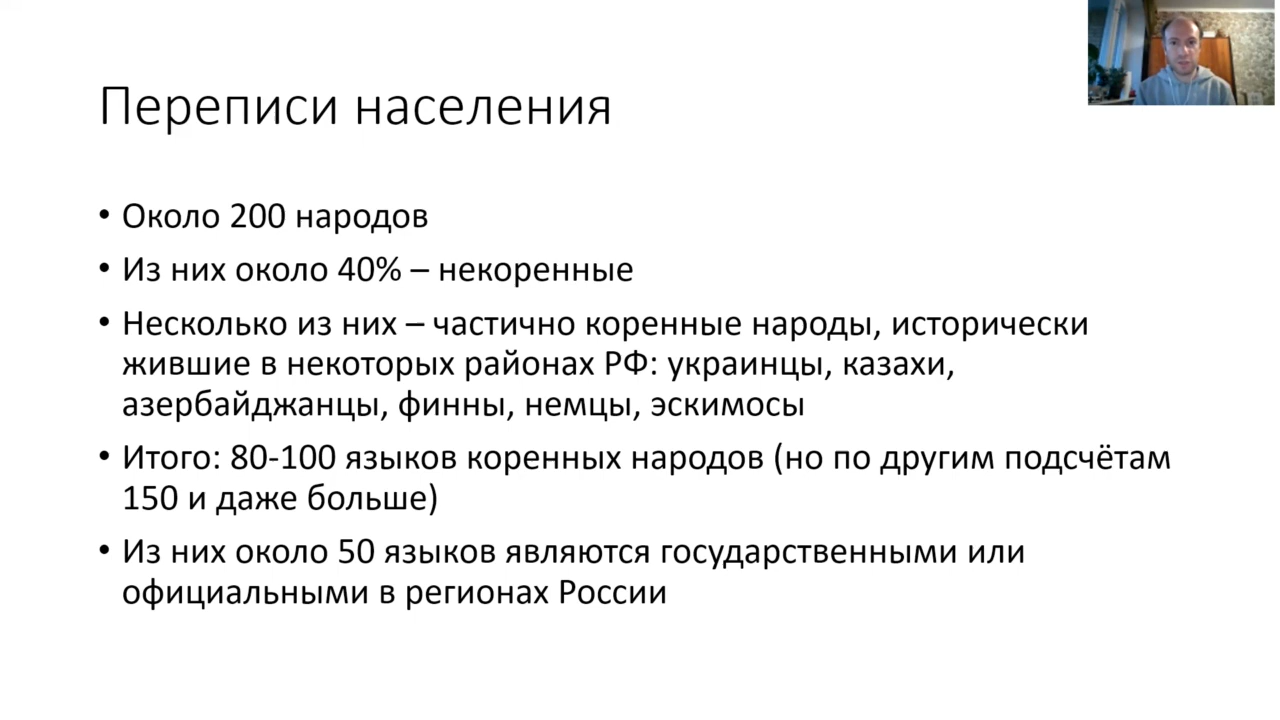 Переписи населения
• Около 200 народов
• Из них около 40% – некоренные
• Несколько из них – частично коренные народы, исторически
жившие в некоторых районах РФ: украинцы, казахи,
азербайджанцы, финны, немцы, эскимосы
• Итого: 80-100 языков коренных народов (но по другим подсчётам
150 и даже больше)
• Из них около 50 языков являются государственными или
официальными в регионах России